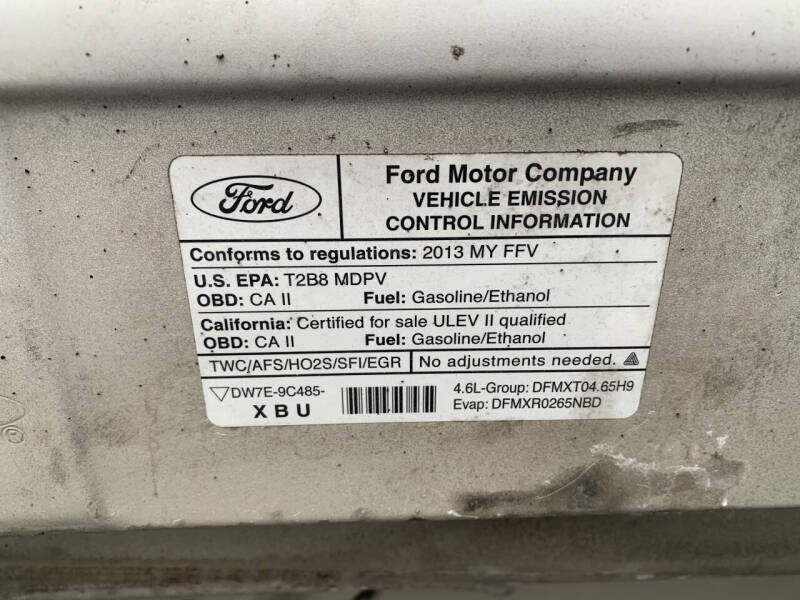 Ford
Ford Motor Company
VEHICLE EMISSION
CONTROL INFORMATION
Conforms to regulations: 2013 MY FFV
U.S. EPA: T2B8 MDPV
OBD: CA II Fuel: Gasoline/Ethanol
California: Certified for sale ULEV II qualified
OBD: CA II Fuel: Gasoline/Ethanol
TWC/AFS/HO2S/SFI/EGR No adjustments needed.
DW7E-9C485-
XBU
4.6L-Group: DFMXT04.65H9
Evap: DFMXR0265NBD